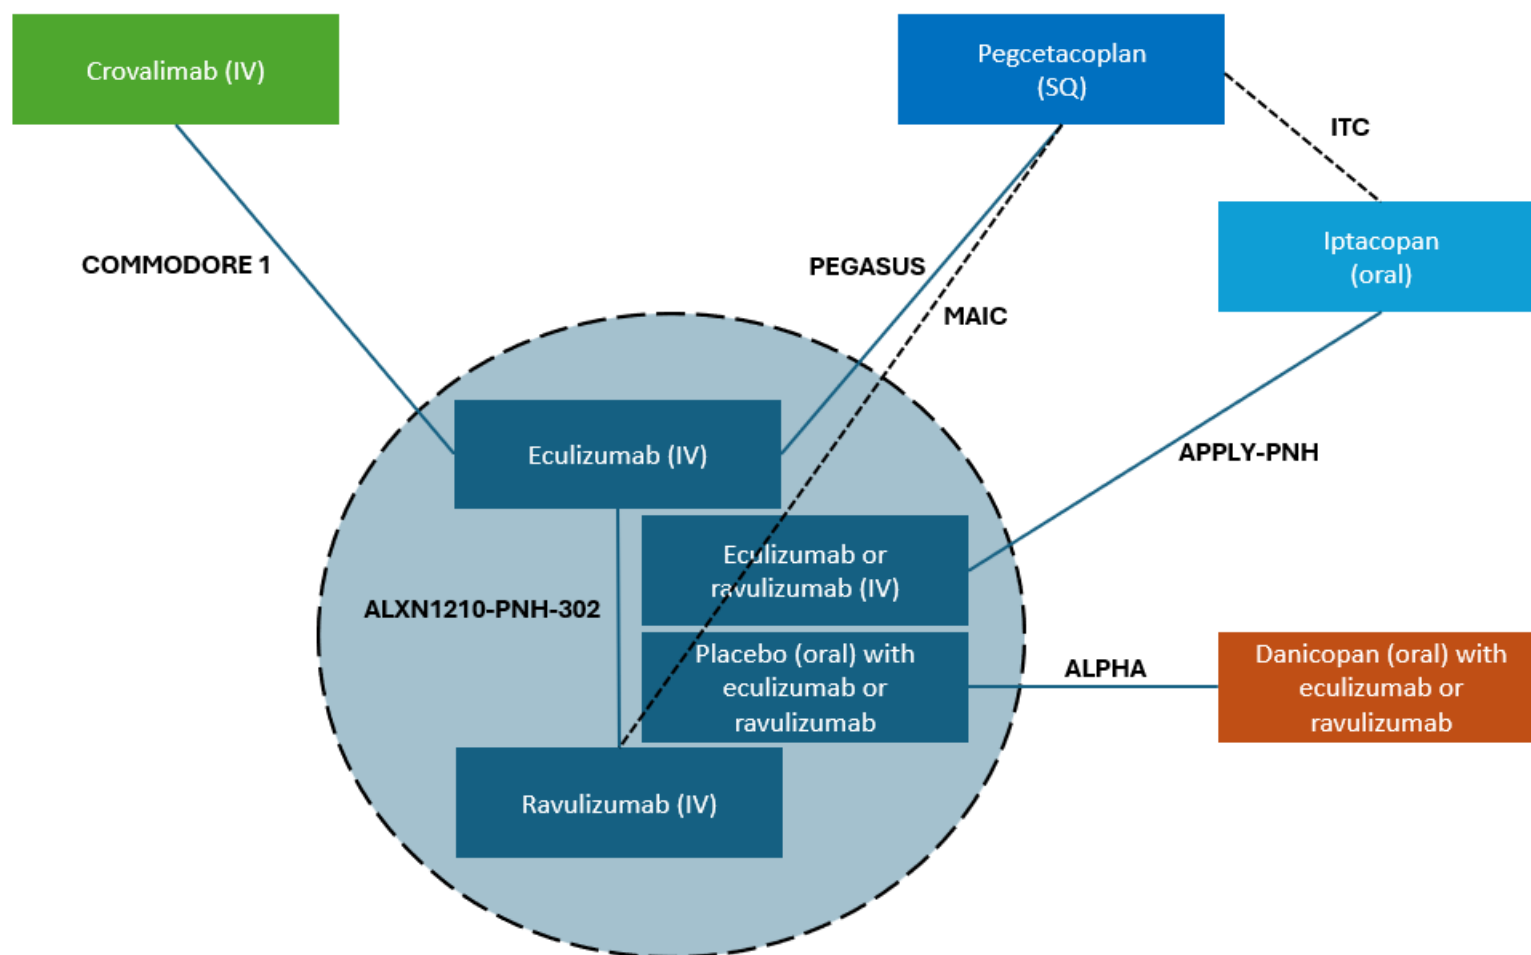 Crovalimab (IV)
Pegcetacoplan
(SQ)
ITC
Iptacopan
(oral)
COMMODORE 1
PEGASUS
MAIC
Eculizumab (IV)
APPLY-PNH
Eculizumab or
ravulizumab (IV)
ALXN1210-PNH-302
Placebo (oral) with
eculizumab or
ravulizumab
ALPHA
Danicopan (oral) with
eculizumab or
ravulizumab
Ravulizumab (IV)